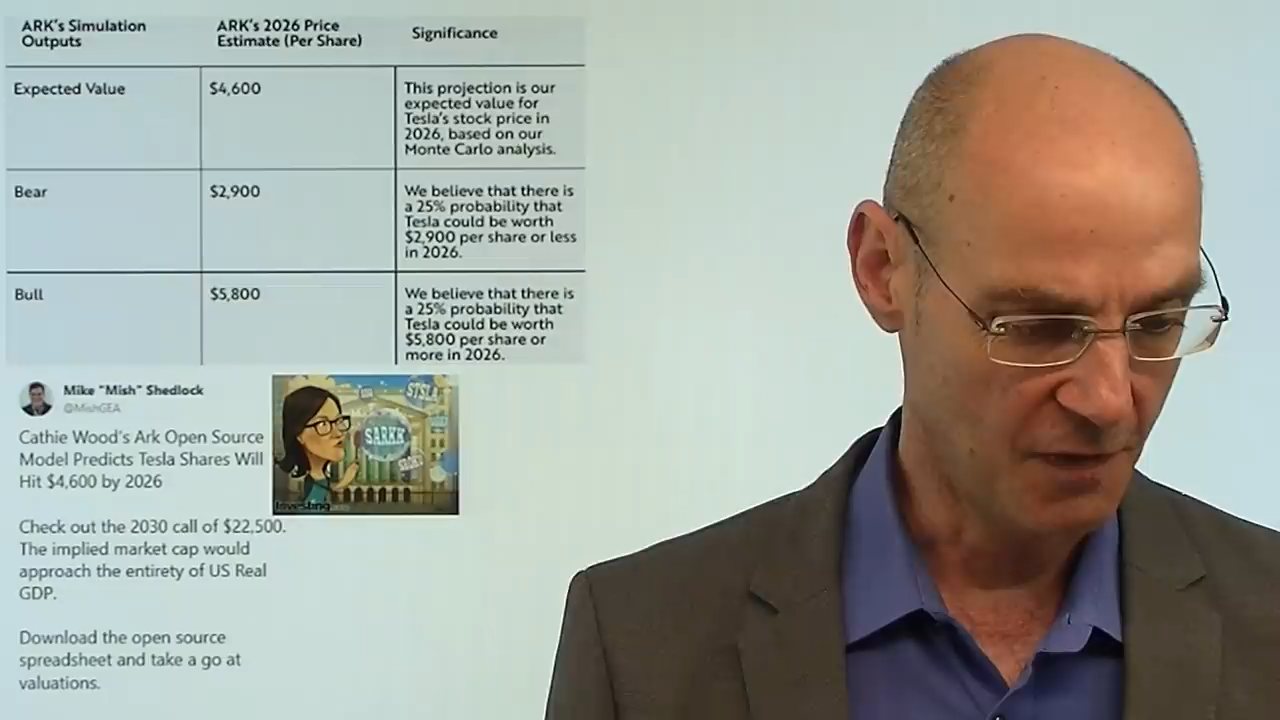 ARK's Simulation Outputs
ARK's 2026 Price Estimate (Per Share)
Significance
Expected Value
$4,600
This projection is our
expected value for
Tesla's stock price in
2026, based on our
Monte Carlo analysis.
Bear
$2,900
We believe that there is
a 25% probability that
Tesla could be worth
$2,900 per share or less
in 2026.
Bull
$5,800
We believe that there is
a 25% probability that
Tesla could be worth
$5,800 per share or
more in 2026.
Mike "Mish" Shedlock
@MishGEA
Cathie Wood's Ark Open Source
Model Predicts Tesla Shares Will
Hit $4,600 by 2026
$TSLA
$ARKK
Investing
Check out the 2030 call of $22,500.
The implied market cap would
approach the entirety of US Real
GDP.
Download the open source
spreadsheet and take a go at
valuations.